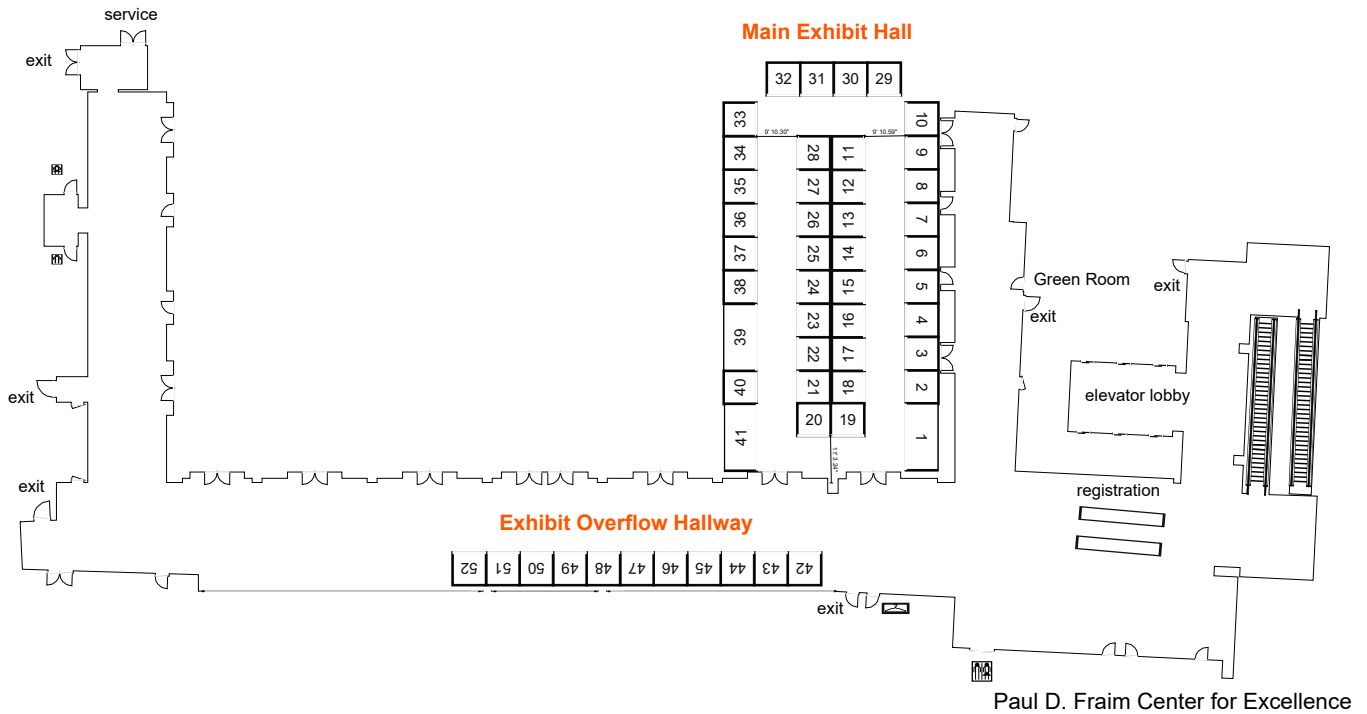 service
exit
Main Exhibit Hall
32 31 30 29
33 10
9' 10.30" 9' 10.59"
34 28 11 9
35 27 12 8
36 26 13 7
37 25 14 6
38 24 15 5
39 23 16 4
22 17 3
40 21 18 2
41 20 19 1
11' 3.24"
Green Room
exit
exit
elevator lobby
exit
exit
registration
Exhibit Overflow Hallway
52 51 50 49 48 47 46 45 44 43 42
exit
Paul D. Fraim Center for Excellence